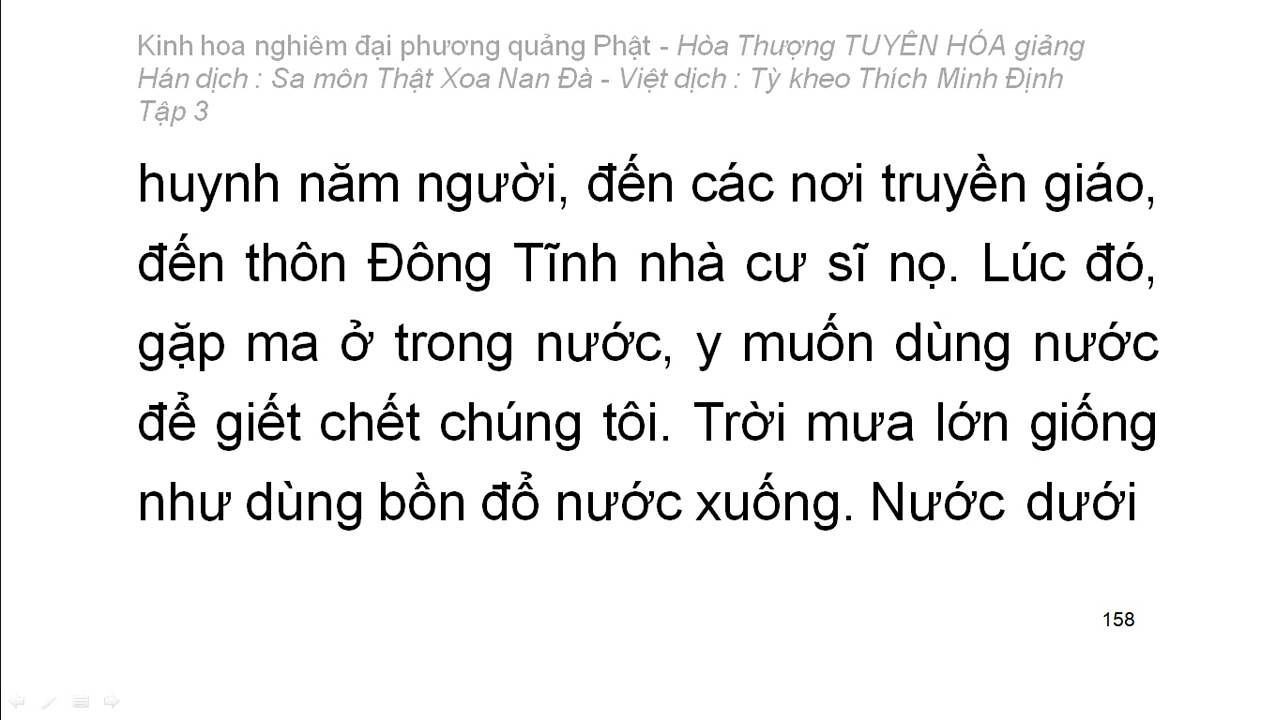 Kinh hoa nghiêm đại phương quảng Phật - Hòa Thượng TUYÊN HÓA giảng
Hán dịch : Sa môn Thật Xoa Nan Đà - Việt dịch : Tỳ kheo Thích Minh Định
Tập 3
huynh năm người, đến các nơi truyền giáo,
đến thôn Đông Tĩnh nhà cư sĩ nọ. Lúc đó,
gặp ma ở trong nước, y muốn dùng nước
để giết chết chúng tôi. Trời mưa lớn giống
như dùng bồn đổ nước xuống. Nước dưới
158